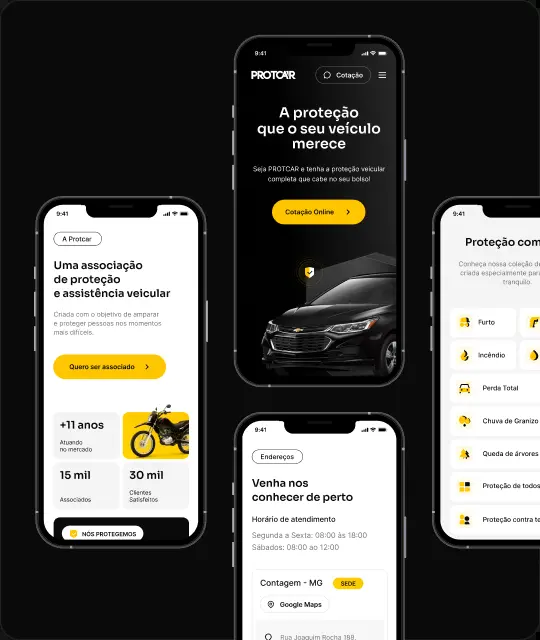 9:41
PROTCAR
Cotação
A proteção
que o seu veículo
merece
Seja PROTCAR e tenha a proteção veicular
completa que cabe no seu bolso!
Cotação Online
9:41
A Protcar
Uma associação
de proteção
e assistência veicular
Criada com o objetivo de amparar
e proteger pessoas nos momentos
mais difíceis.
Quero ser associado
+11 anos
Atuando
no mercado
15 mil
Associados
30 mil
Clientes
Satisfeitos
NÓS PROTEGEMOS
9:41
Endereços
Venha nos
conhecer de perto
Horário de atendimento
Segunda a Sexta: 08:00 às 18:00
Sábados: 08:00 ao 12:00
Contagem - MG
SEDE
Google Maps
Rua Joaquim Rocha 188,
9:41
Proteção com
Conheça nossa coleção de
criada especialmente para
tranquilo.
Furto
Incêndio
Perda Total
Chuva de Granizo
Queda de árvores
Proteção de todos
Proteção contra te